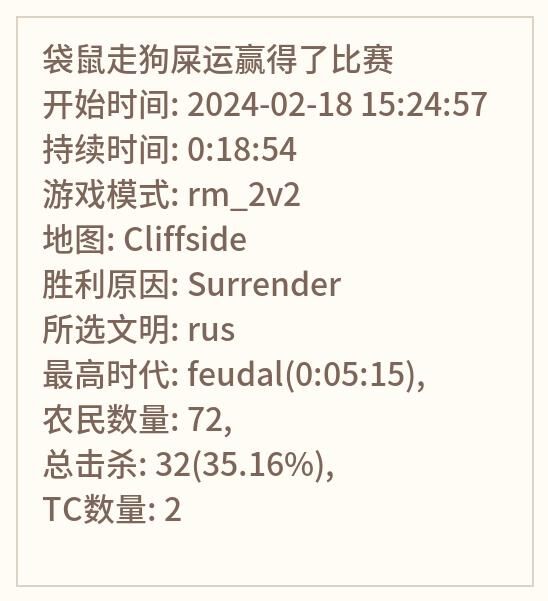 袋鼠走狗屎运赢得了比赛
开始时间: 2024-02-18 15:24:57
持续时间: 0:18:54
游戏模式: rm_2v2
地图: Cliffside
胜利原因: Surrender
所选文明: rus
最高时代: feudal(0:05:15),
农民数量: 72,
总击杀: 32(35.16%),
TC数量: 2